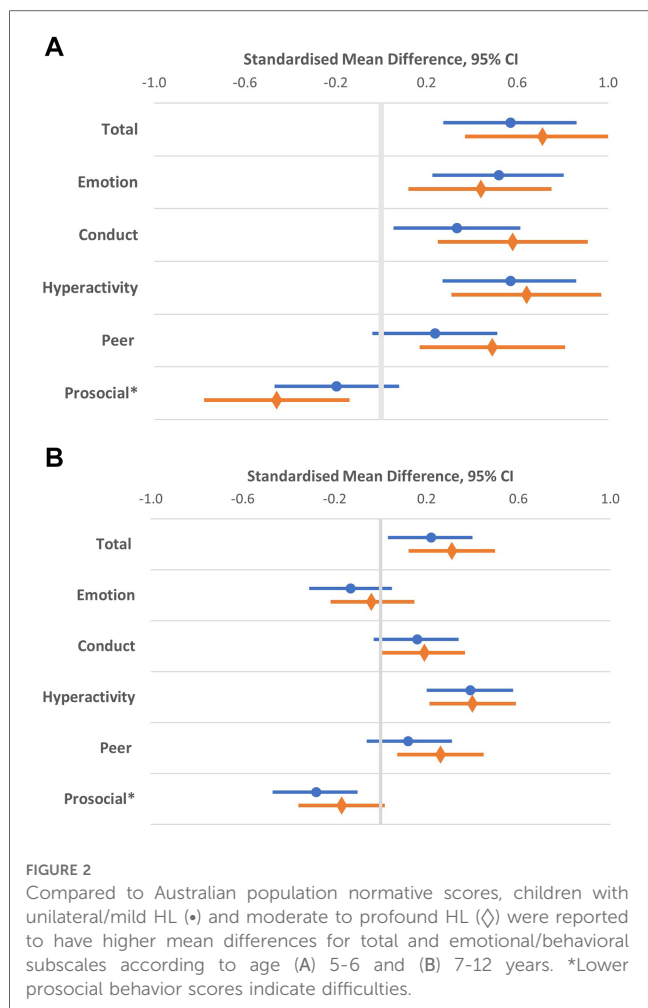 A
Standardised Mean Difference, 95% CI
-1.0 -0.6 -0.2 0.2 0.6 1.0
Total
Emotion
Conduct
Hyperactivity
Peer
Prosocial*
B
Standardised Mean Difference, 95% CI
-1.0 -0.6 -0.2 0.2 0.6 1.0
Total
Emotion
Conduct
Hyperactivity
Peer
Prosocial*
FIGURE 2
Compared to Australian population normative scores, children with
unilateral/mild HL (•) and moderate to profound HL (◊) were reported
to have higher mean differences for total and emotional/behavioral
subscales according to age (A) 5-6 and (B) 7-12 years. *Lower
prosocial behavior scores indicate difficulties.